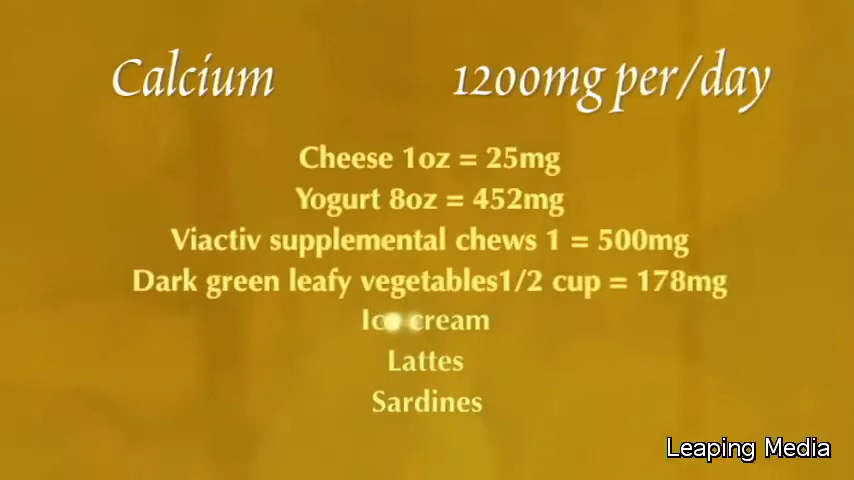 Calcium 1200mg per/day
Cheese 1oz = 25mg
Yogurt 8oz = 452mg
Viactiv supplemental chews 1 = 500mg
Dark green leafy vegetables1/2 cup = 178mg
Ice cream
Lattes
Sardines
Leaping Media